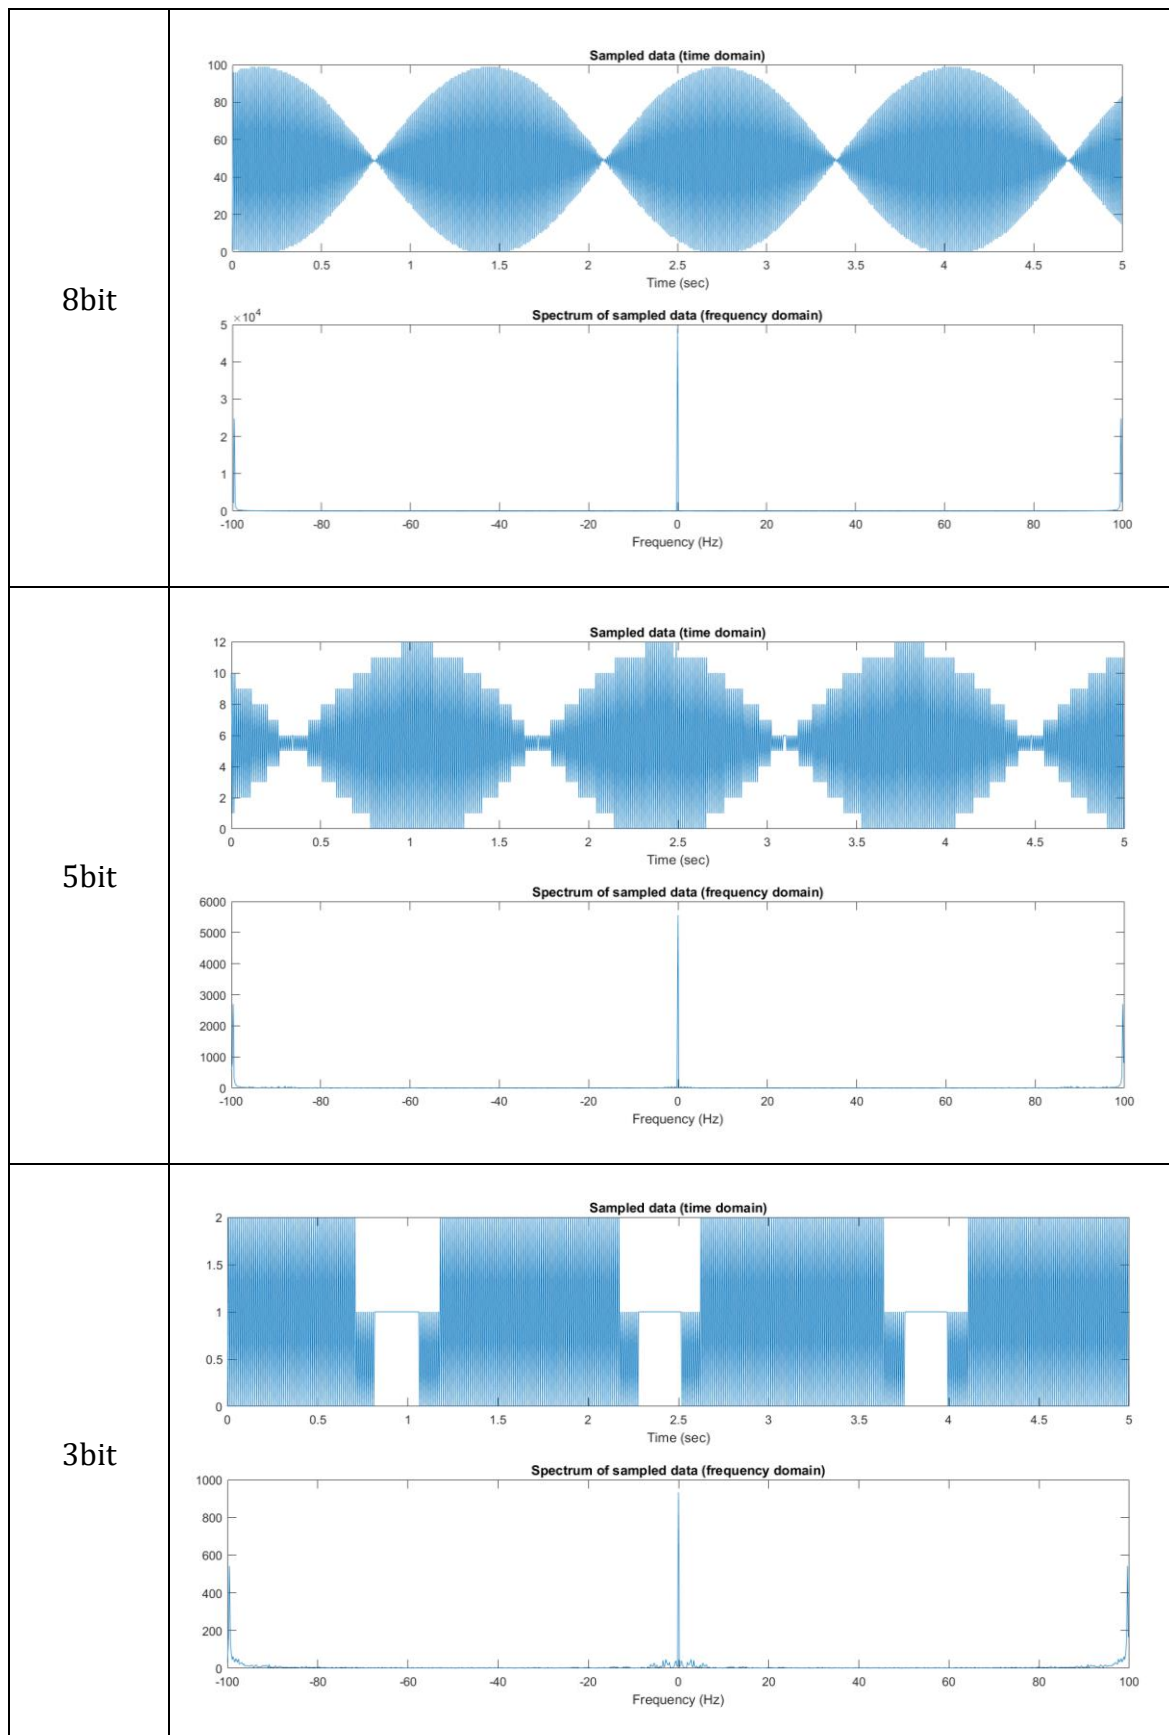 8bit
Sampled data (time domain)
100
80
60
40
20
0
0 0.5 1 1.5 2 2.5 3 3.5 4 4.5 5
Time (sec)
Spectrum of sampled data (frequency domain)
×10^4
5
4
3
2
1
0
-100 -80 -60 -40 -20 0 20 40 60 80 100
Frequency (Hz)
5bit
Sampled data (time domain)
12
10
8
6
4
2
0
0 0.5 1 1.5 2 2.5 3 3.5 4 4.5 5
Time (sec)
Spectrum of sampled data (frequency domain)
6000
5000
4000
3000
2000
1000
0
-100 -80 -60 -40 -20 0 20 40 60 80 100
Frequency (Hz)
3bit
Sampled data (time domain)
2
1.5
1
0.5
0
0 0.5 1 1.5 2 2.5 3 3.5 4 4.5 5
Time (sec)
Spectrum of sampled data (frequency domain)
1000
800
600
400
200
0
-100 -80 -60 -40 -20 0 20 40 60 80 100
Frequency (Hz)